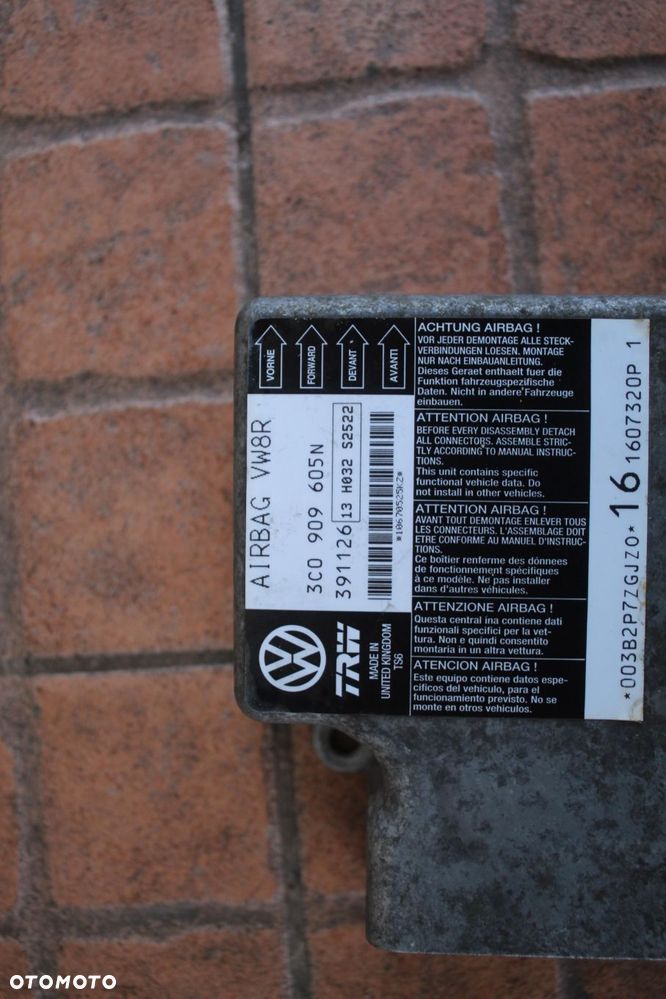 VORNE
FORWARD
DEVANT
AVANTI
AIRBAG VW8R
3C0 909 605N
391126
13 H032 S2522
*10670525KZ*
VW
TRW
MADE IN
UNITED KINGDOM
TS6
ACHTUNG AIRBAG !
VOR JEDER DEMONTAGE ALLE STECK-
VERBINDUNGEN LOESEN. MONTAGE
NUR NACH EINBAUANLEITUNG.
Dieses Geraet enthaelt fuer die
Funktion fahrzeugspezifische
Daten. Nicht in andere Fahrzeuge
einbauen.
ATTENTION AIRBAG !
BEFORE EVERY DISASSEMBLY DETACH
ALL CONNECTORS. ASSEMBLE STRIC-
TLY ACCORDING TO MANUAL INSTRUC-
TIONS.
This unit contains specific
functional vehicle data. Do
not install in other vehicles.
ATTENTION AIRBAG !
AVANT TOUT DEMONTAGE ENLEVER TOUS
LES CONNECTEURS. L'ASSEMBLAGE DOIT
ETRE CONFORME AU MANUEL D'INSTRUC-
TIONS.
Ce boîtier renferme des données
de fonctionnement spécifiques
à ce modèle. Ne pas installer
dans d'autres véhicules.
ATTENZIONE AIRBAG !
Questa central ina contiene dati
funzionali specifici per la vet-
tura. Non e quindi consentito
montaria in un altra vettura.
ATENCION AIRBAG !
Este equipo contiene datos espe-
cificos del vehículo, para el
funcionamiento previsto. No se
monte en otros vehículos.
*003B2P7ZGJZO* 16 1607320P 1
OTOMOTO